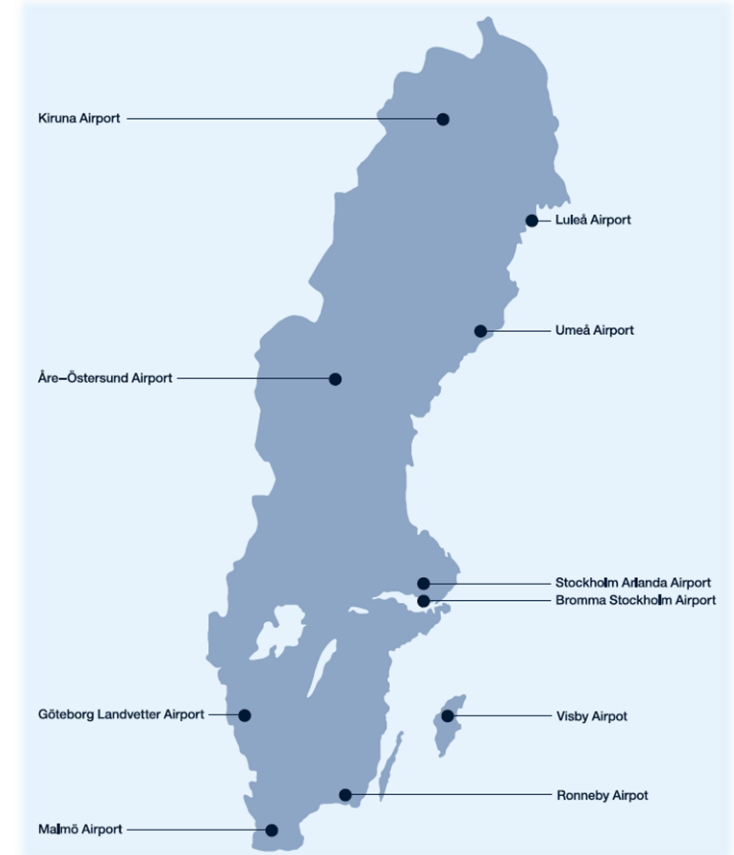 Kiruna Airport
Luleå Airport
Umeå Airport
Åre–Östersund Airport
Stockholm Arlanda Airport
Bromma Stockholm Airport
Göteborg Landvetter Airport
Visby Airpot
Ronneby Airpot
Malmö Airport